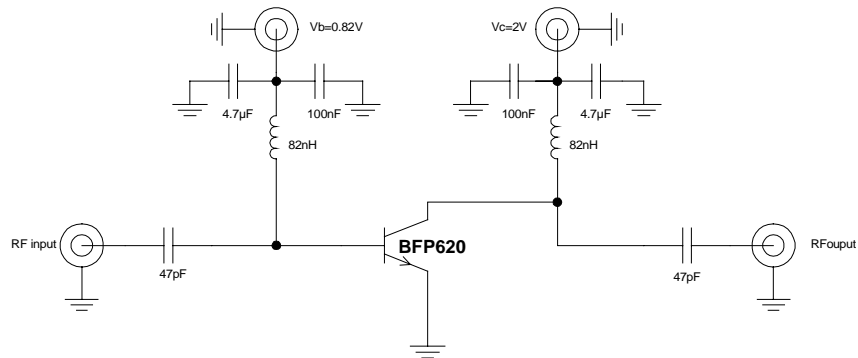 Vb=0.82V
Vc=2V
4.7µF
100nF
100nF
4.7µF
82nH
82nH
RF input
47pF
BFP620
47pF
RFouput